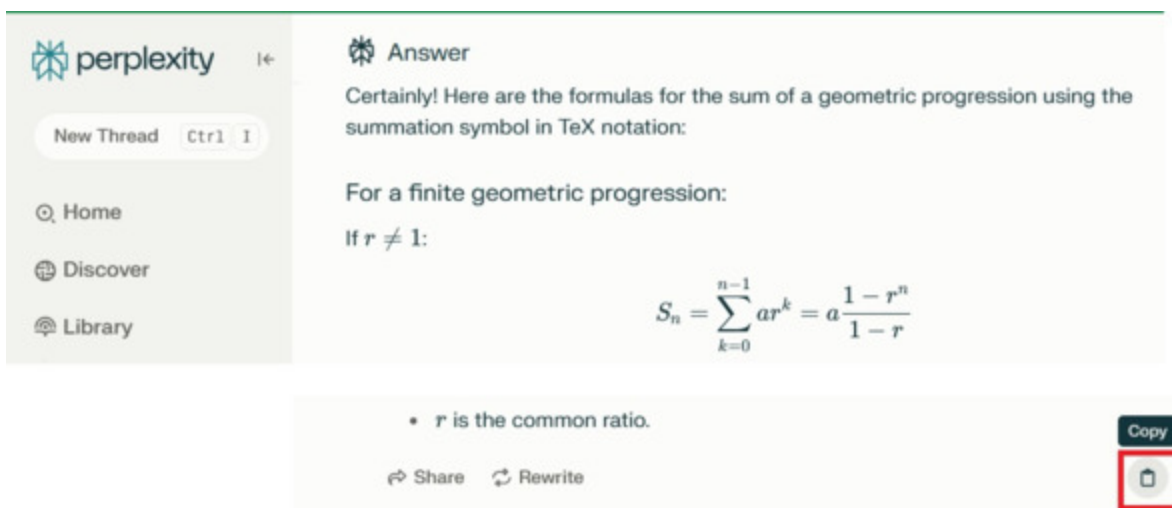 perplexity
New Thread Ctrl I
Home
Discover
Library
Answer
Certainly! Here are the formulas for the sum of a geometric progression using the
summation symbol in TeX notation:
For a finite geometric progression:
If r ≠ 1:
S_n = \sum_{k=0}^{n-1} ar^k = a\frac{1 - r^n}{1 - r}
• r is the common ratio.
Copy
Share Rewrite